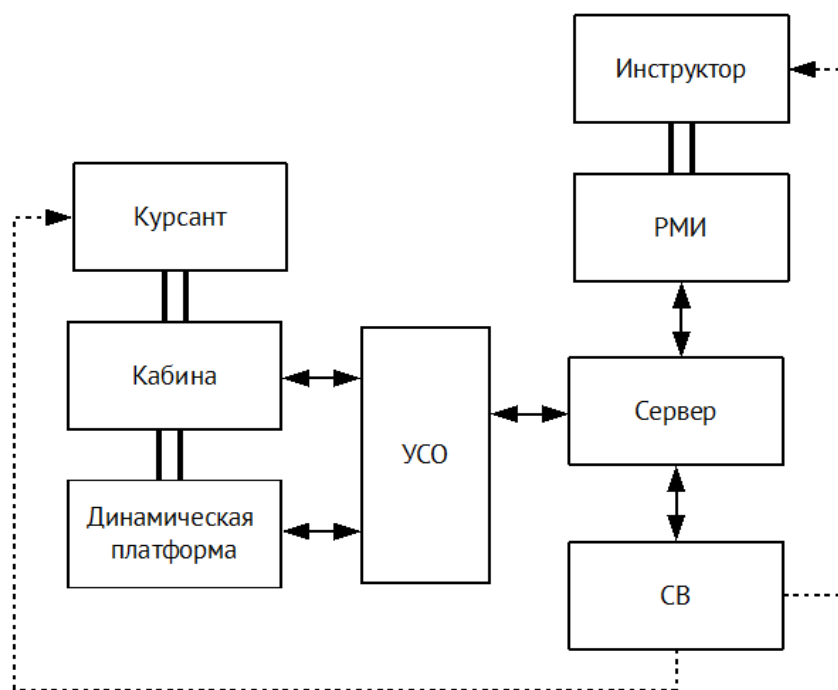 Инструктор
Курсант
РМИ
Кабина
УСО
Сервер
Динамическая
платформа
СВ